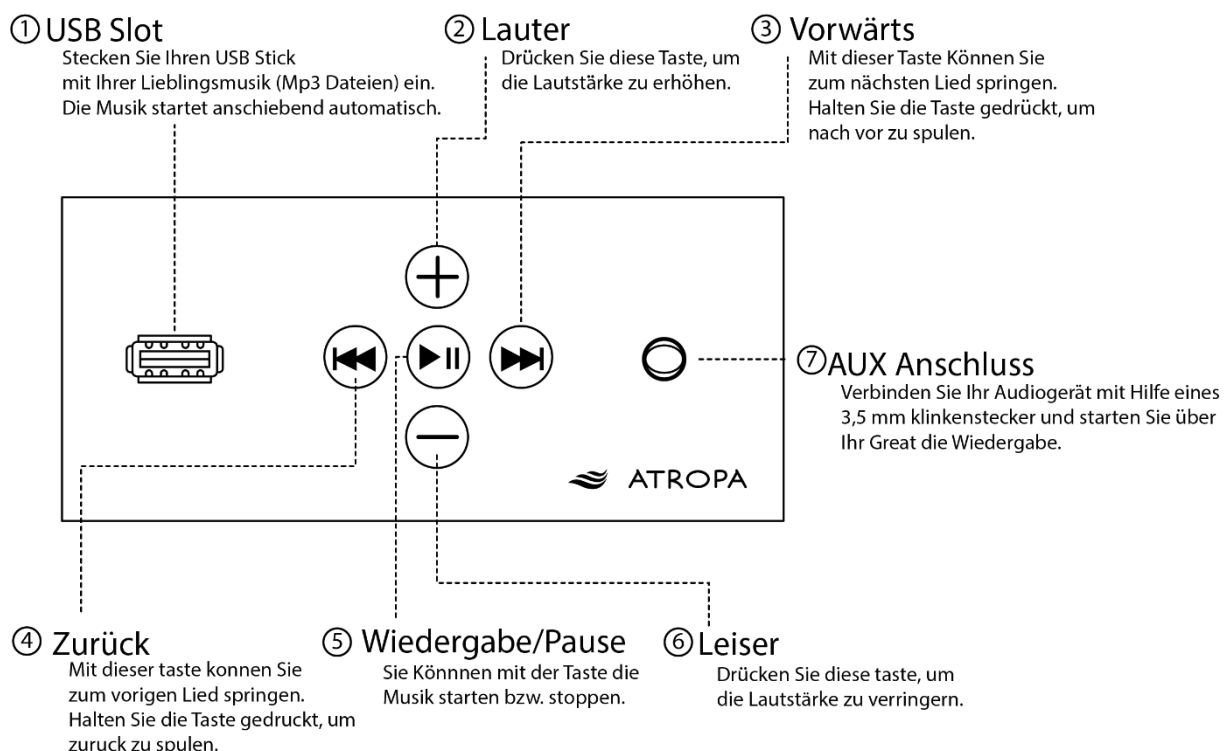 ① USB Slot
Stecken Sie Ihren USB Stick
mit Ihrer Lieblingsmusik (Mp3 Dateien) ein.
Die Musik startet anschiebend automatisch.
② Lauter
Drücken Sie diese Taste, um
die Lautstärke zu erhöhen.
③ Vorwärts
Mit dieser Taste Können Sie
zum nächsten Lied springen.
Halten Sie die Taste gedrückt, um
nach vor zu spulen.
⑦ AUX Anschluss
Verbinden Sie Ihr Audiogerät mit Hilfe eines
3,5 mm klinkenstecker und starten Sie über
Ihr Great die Wiedergabe.
ATROPA
④ Zurück
Mit dieser taste konnen Sie
zum vorigen Lied springen.
Halten Sie die Taste gedruckt, um
zuruck zu spulen.
⑤ Wiedergabe/Pause
Sie Könnnen mit der Taste die
Musik starten bzw. stoppen.
⑥ Leiser
Drücken Sie diese taste, um
die Lautstärke zu verringern.